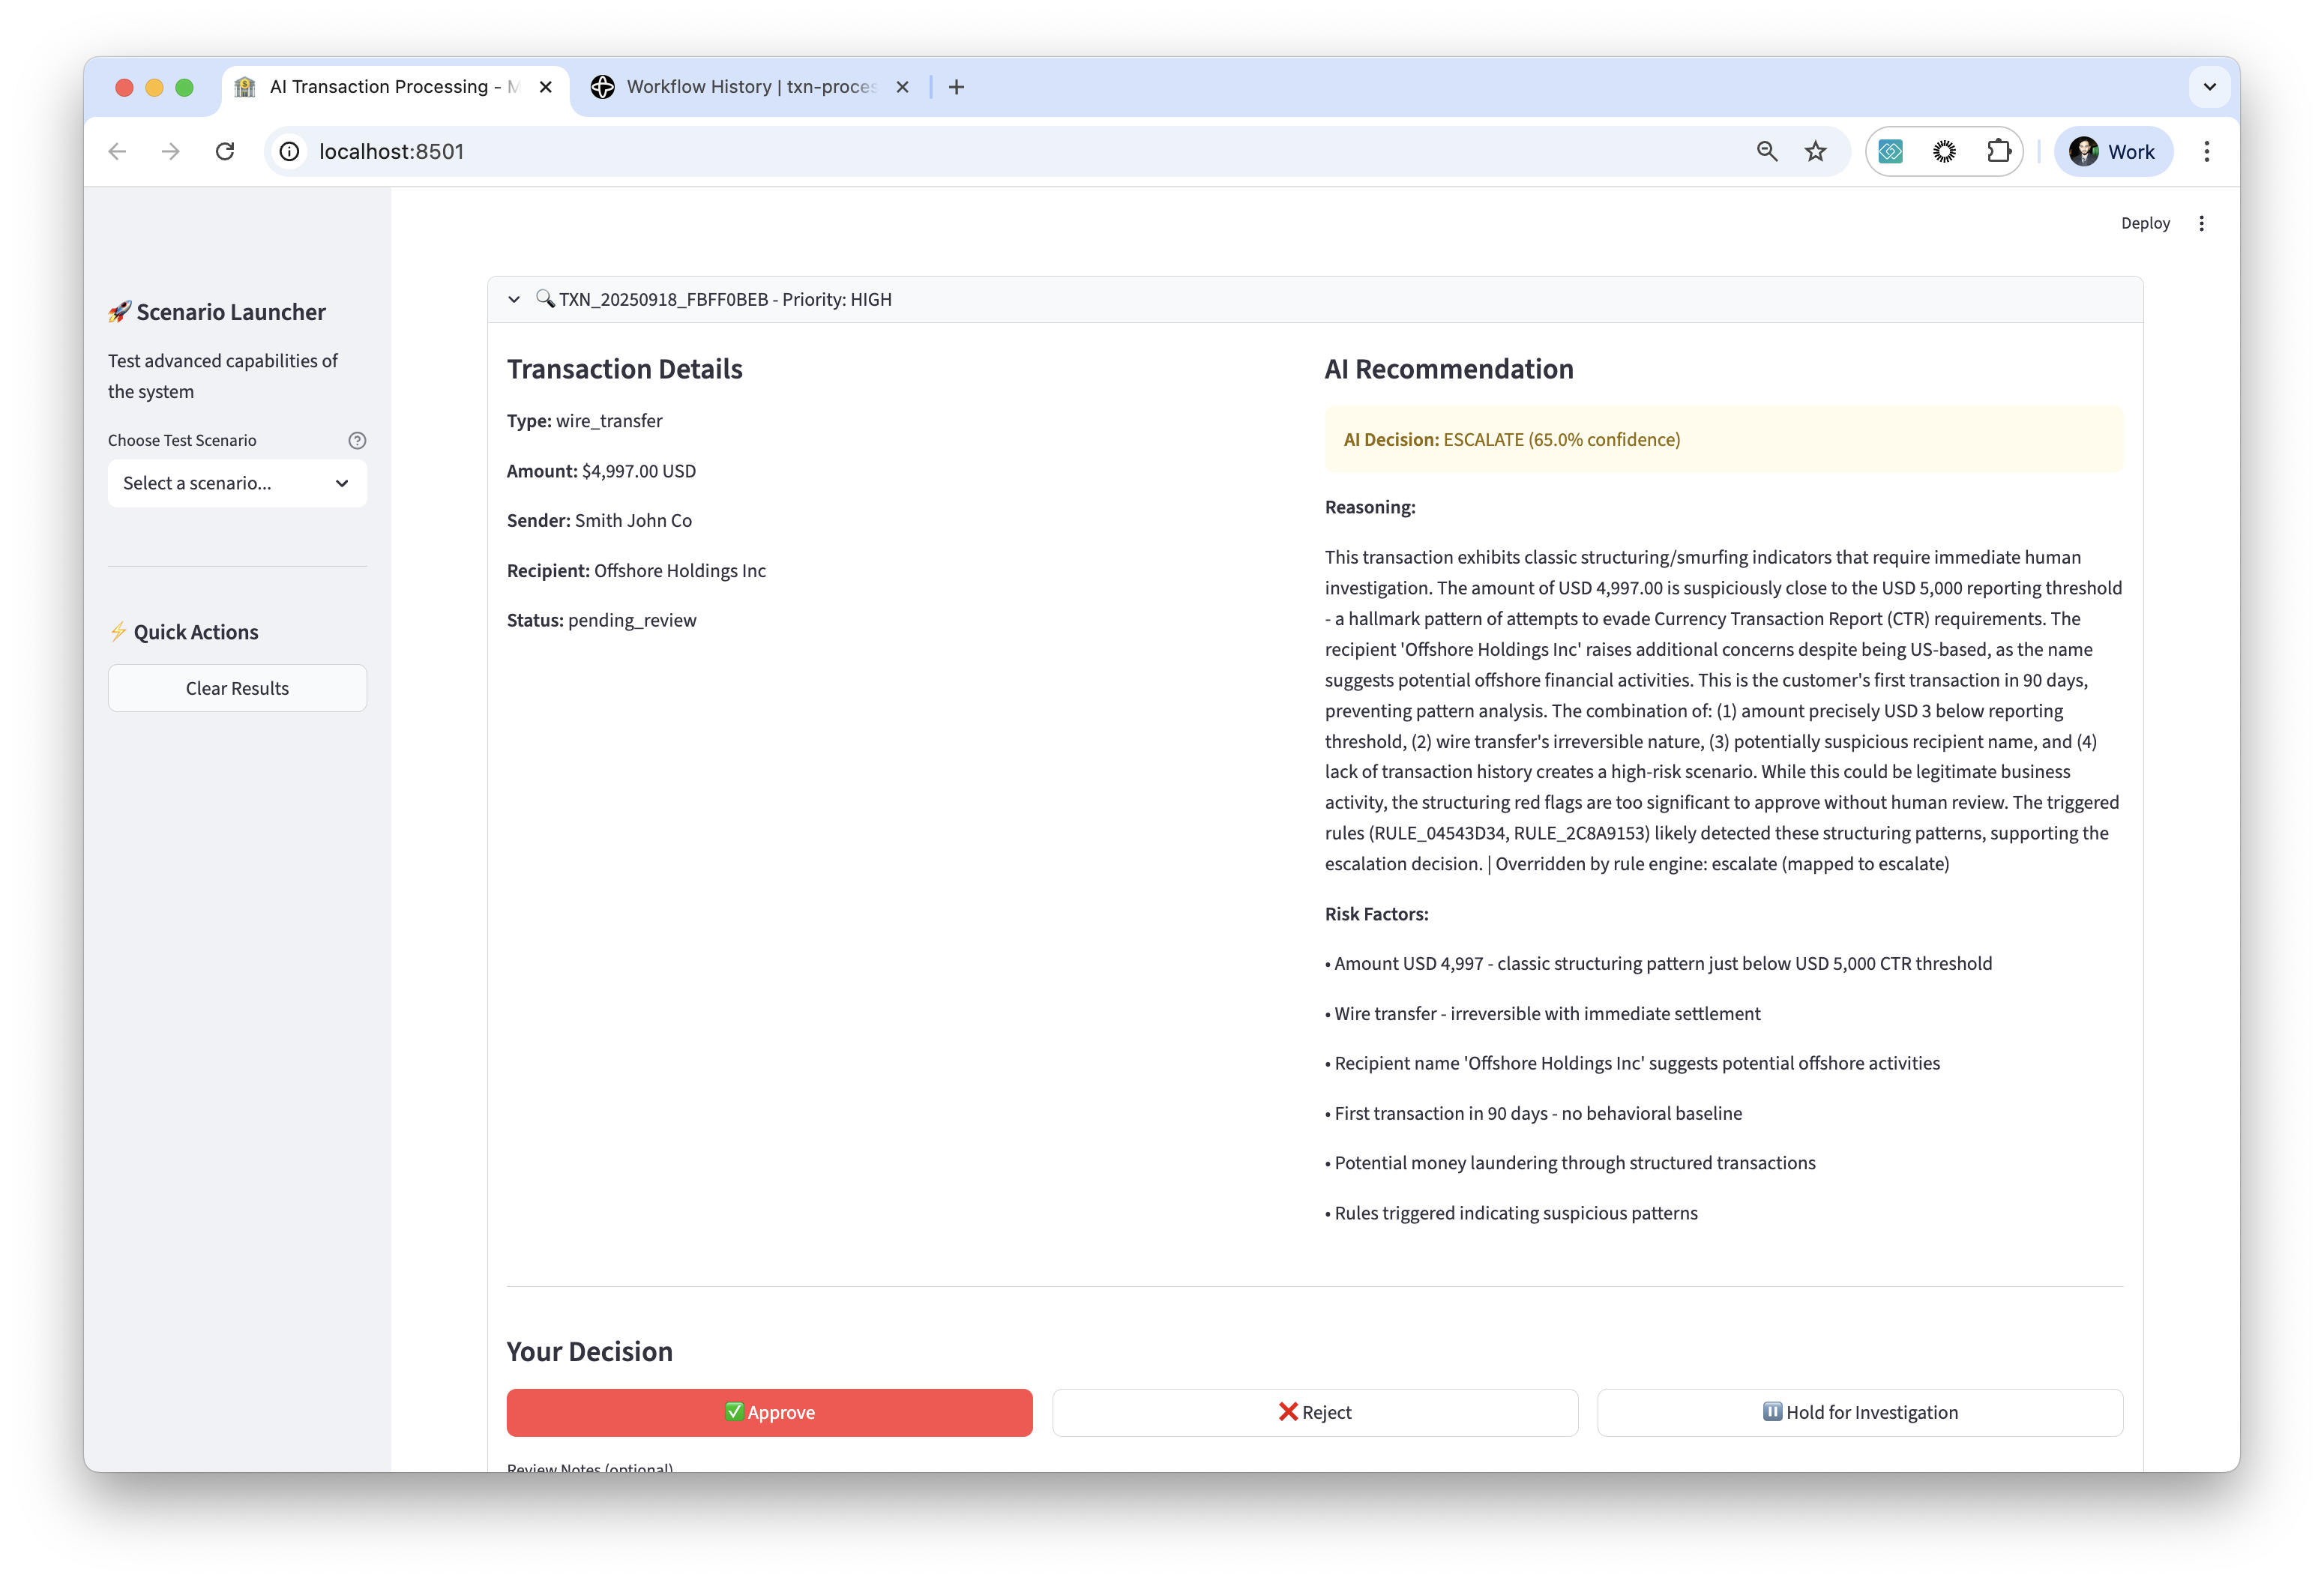 AI Transaction Processing - M
Workflow History | txn-proces
localhost:8501
Work
Deploy
🚀 Scenario Launcher
Test advanced capabilities of
the system
Choose Test Scenario
Select a scenario...
⚡ Quick Actions
Clear Results
🔍 TXN_20250918_FBFF0BEB - Priority: HIGH
Transaction Details
Type: wire_transfer
Amount: $4,997.00 USD
Sender: Smith John Co
Recipient: Offshore Holdings Inc
Status: pending_review
AI Recommendation
AI Decision: ESCALATE (65.0% confidence)
Reasoning:
This transaction exhibits classic structuring/smurfing indicators that require immediate human
investigation. The amount of USD 4,997.00 is suspiciously close to the USD 5,000 reporting threshold
- a hallmark pattern of attempts to evade Currency Transaction Report (CTR) requirements. The
recipient 'Offshore Holdings Inc' raises additional concerns despite being US-based, as the name
suggests potential offshore financial activities. This is the customer's first transaction in 90 days,
preventing pattern analysis. The combination of: (1) amount precisely USD 3 below reporting
threshold, (2) wire transfer's irreversible nature, (3) potentially suspicious recipient name, and (4)
lack of transaction history creates a high-risk scenario. While this could be legitimate business
activity, the structuring red flags are too significant to approve without human review. The triggered
rules (RULE_04543D34, RULE_2C8A9153) likely detected these structuring patterns, supporting the
escalation decision. | Overridden by rule engine: escalate (mapped to escalate)
Risk Factors:
• Amount USD 4,997 - classic structuring pattern just below USD 5,000 CTR threshold
• Wire transfer - irreversible with immediate settlement
• Recipient name 'Offshore Holdings Inc' suggests potential offshore activities
• First transaction in 90 days - no behavioral baseline
• Potential money laundering through structured transactions
• Rules triggered indicating suspicious patterns
Your Decision
✅ Approve
❌ Reject
⏸️ Hold for Investigation
Review Notes (optional)